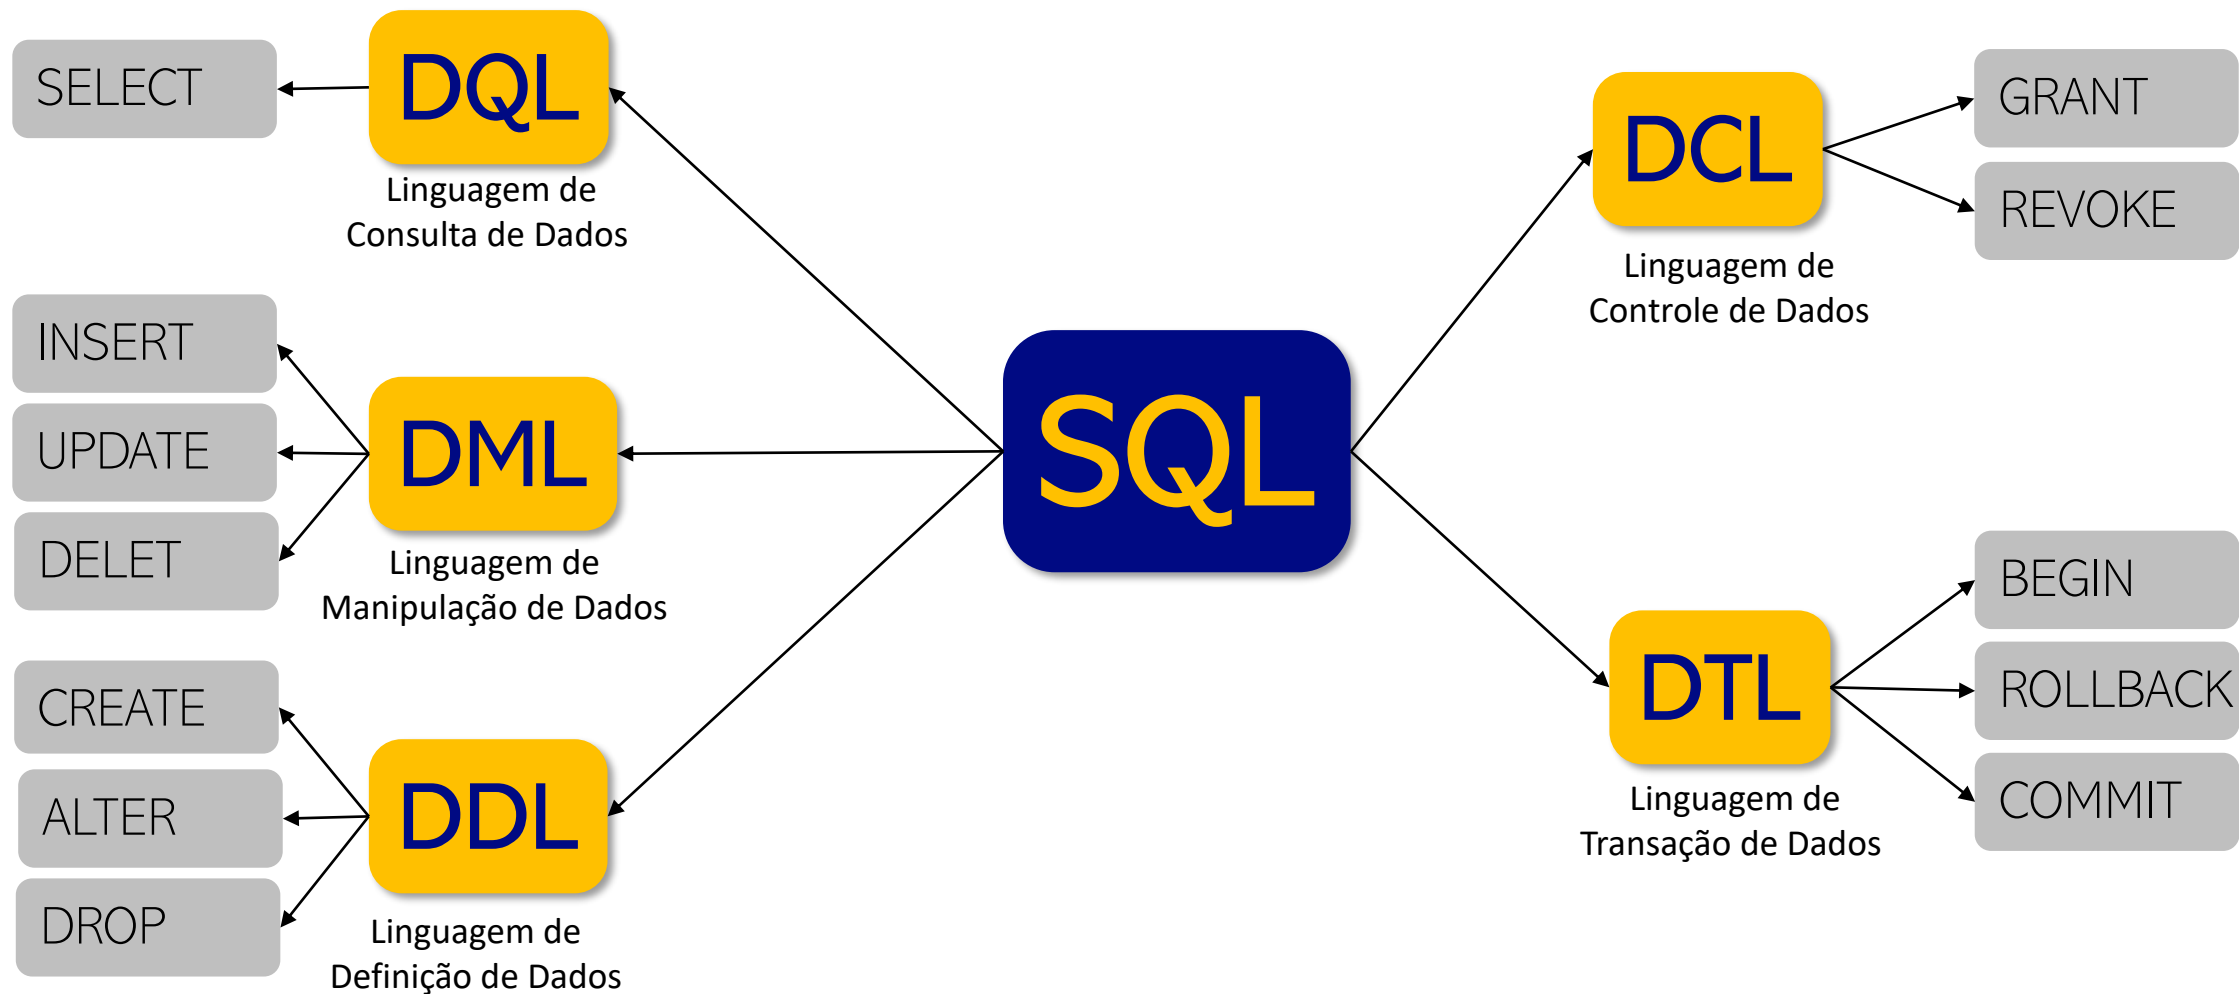 SELECT
DQL
Linguagem de
Consulta de Dados
INSERT
UPDATE
DELET
DML
Linguagem de
Manipulação de Dados
CREATE
ALTER
DROP
DDL
Linguagem de
Definição de Dados
SQL
DCL
Linguagem de
Controle de Dados
GRANT
REVOKE
DTL
Linguagem de
Transação de Dados
BEGIN
ROLLBACK
COMMIT